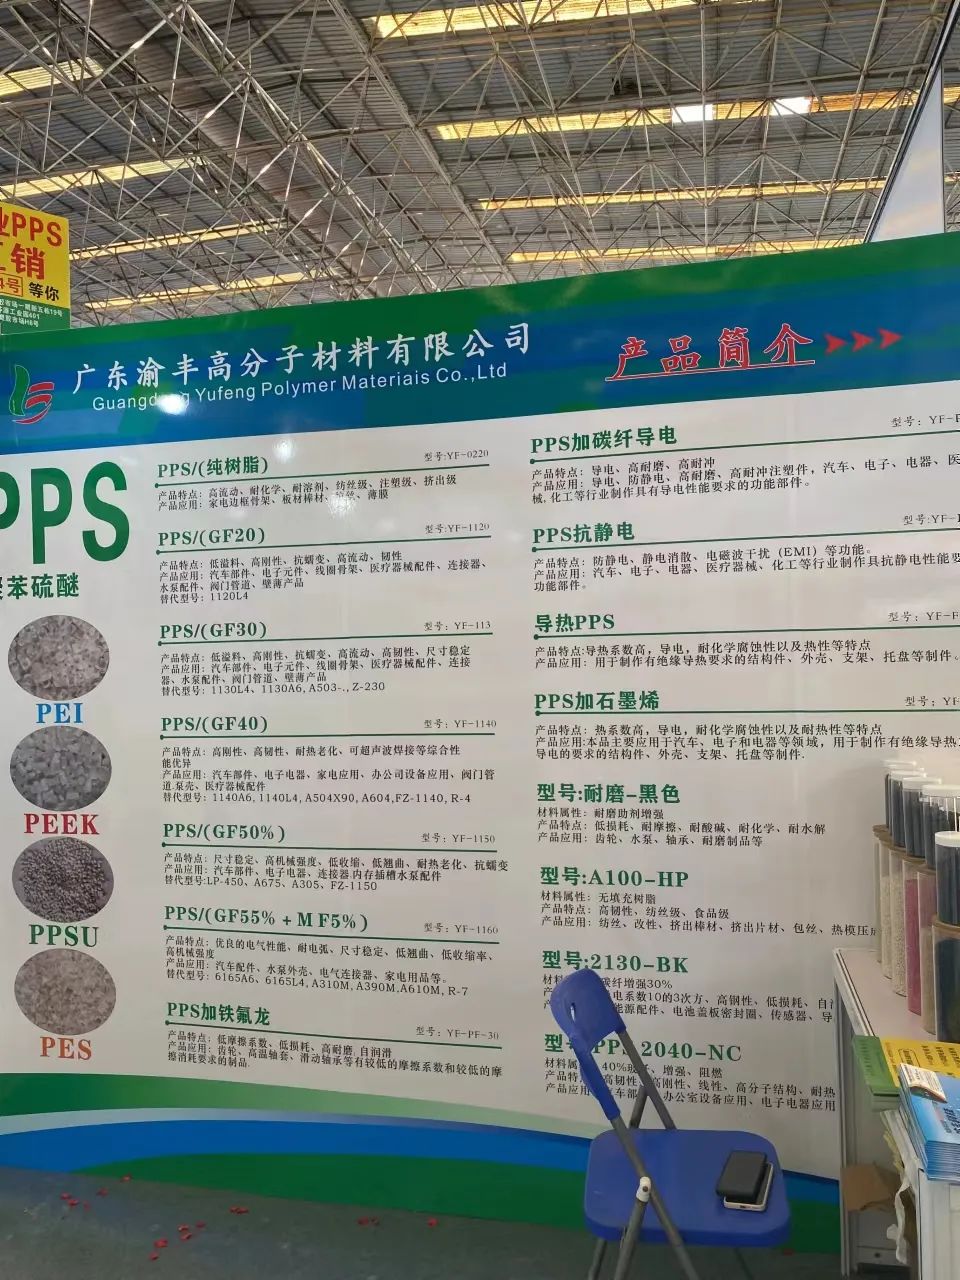 业PPS
销
4号 等你
广东渝丰高分子材料有限公司
Guangdong Yufeng Polymer Materiais Co.,Ltd
产品简介
PPS
聚苯硫醚
PEI
PEEK
PPSU
PES
PPS/(纯树脂)
型号:YF-0220
产品特点：高流动、耐化学、耐溶剂、纺丝级、注塑级、挤出级
产品应用：家电边框骨架、板材棒材、拉丝、薄膜
PPS/(GF20)
型号:YF-1120
产品特点：低溢料、高刚性、抗蠕变、高流动、韧性
产品应用：汽车部件、电子元件、线圈骨架、医疗器械配件、连接器、
水泵配件、阀门管道、壁薄产品
替代型号：1120L4
PPS/(GF30)
型号：YF-113
产品特点：低溢料、高刚性、抗蠕变、高流动、高韧性、尺寸稳定
产品应用：汽车部件、电子元件、线圈骨架、医疗器械配件、连接
器、水泵配件、阀门管道、壁薄产品
替代型号：1130L4、1130A6, A503-., Z-230
PPS/(GF40)
型号：YF-1140
产品特点：高刚性、高韧性、耐热老化、可超声波焊接等综合性
能优异
产品应用：汽车部件、电子电器、家电应用、办公司设备应用、阀门管
道.泵壳、医疗器械配件
替代型号：1140A6, 1140L4, A504X90, A604,FZ-1140, R-4
PPS/(GF50%)
型号：YF-1150
产品特点：尺寸稳定、高机械强度、低收缩、低翘曲、耐热老化、抗蠕变
产品应用：汽车部件、电子电器、连接器.内存插槽水泵配件
替代型号:LP-450、A675、A305、FZ-1150
PPS/(GF55%+MF5%)
型号：YF-1160
产品特点：优良的电气性能、耐电弧、尺寸稳定、低翘曲、低收缩率、
高机械强度
产品应用：汽车配件、水泵外壳、电气连接器、家电用品等。
替代型号：6165A6, 6165L4, A310M, A390M,A610M, R-7
PPS加铁氟龙
型号：YF-PF-30
产品特点：低摩擦系数、低损耗、高耐磨.自润滑
产品应用：齿轮、高温轴套、滑动轴承等有较低的摩擦系数和较低的摩
擦消耗要求的制品.
PPS加碳纤导电
型号：YF-
产品特点：导电、高耐磨、高耐冲
产品应用：导电、防静电、高耐磨、高耐冲注塑件，汽车、电子、电器、医
械、化工等行业制作具有导电性能要求的功能部件。
PPS抗静电
型号：YF-
产品特点：防静电、静电消散、电磁波干扰（EMI）等功能。
产品应用：汽车、电子、电器、医疗器械、化工等行业制作具抗静电性能要
功能部件。
导热PPS
型号：YF-
产品特点:导热系数高，导电，耐化学腐蚀性以及热性等特点
产品应用：用于制作有绝缘导热要求的结构件、外壳、支架、托盘等制件。
PPS加石墨烯
型号：YF-
产品特点：热系数高，导电，耐化学腐蚀性以及耐热性等特点
产品应用:本品主要应用于汽车、电子和电器等领域，用于制作有绝缘导热
导电的要求的结构件、外壳、支架、托盘等制件.
型号:耐磨-黑色
材料属性：耐磨助剂增强
产品特点：低损耗、耐摩擦、耐酸碱、耐化学、耐水解
产品应用：齿轮、水泵、轴承、耐磨制品等
型号:A100-HP
材料属性：无填充树脂
产品特点：高韧性、纺丝级、食品级
产品应用：纺丝、改性、挤出棒材、挤出片材、包丝、热模压
型号:2130-BK
材料 碳纤增强30%
产 电系数10的3次方、高钢性、低损耗、自
能源配件、电池盖板密封圈、传感器、导
型号:PPS 2040-NC
材料属 40%玻 增强、阻燃
产品特 高韧性、高刚性、线性、高分子结构、耐热
产品应用 汽车部 办公室设备应用、电子电器应用